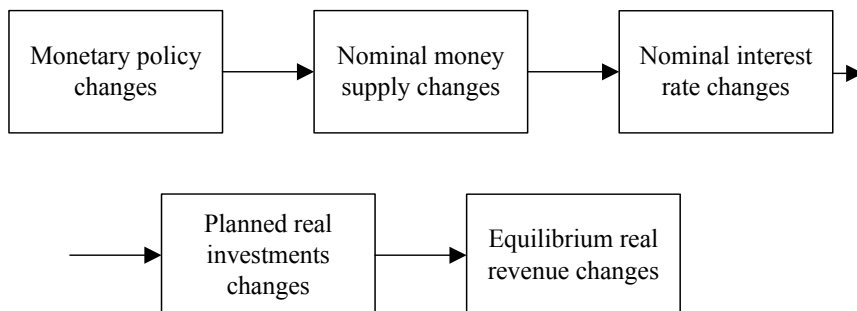 Monetary policy
changes
Nominal money
supply changes
Nominal interest
rate changes
Planned real
investments
changes
Equilibrium real
revenue changes